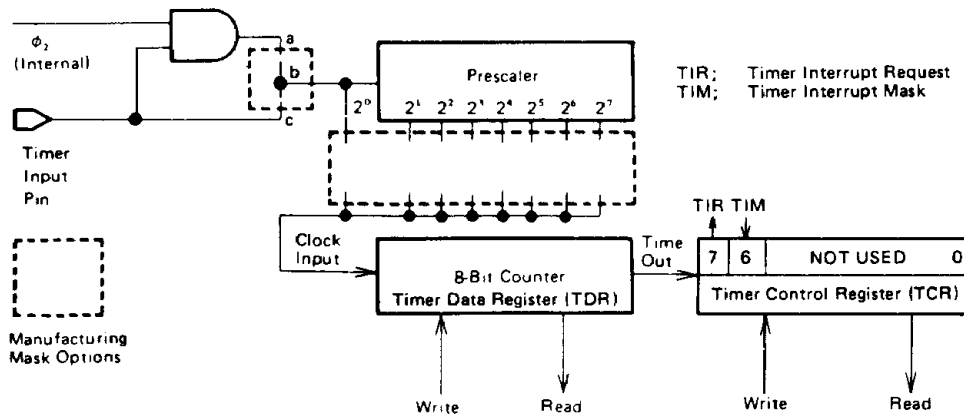 φ₂
(Internal)
a
b
c
Timer
Input
Pin
Prescaler
2⁰ 2¹ 2² 2³ 2⁴ 2⁵ 2⁶ 2⁷
TIR; Timer Interrupt Request
TIM; Timer Interrupt Mask
Manufacturing
Mask Options
Clock
Input
8-Bit Counter
Timer Data Register (TDR)
Time
Out
TIR TIM
7 6 NOT USED 0
Timer Control Register (TCR)
Write Read Write Read